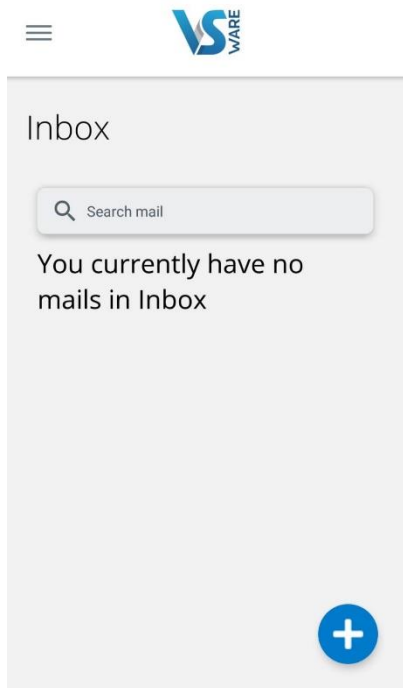 VS WARE
Inbox
Search mail
You currently have no
mails in Inbox